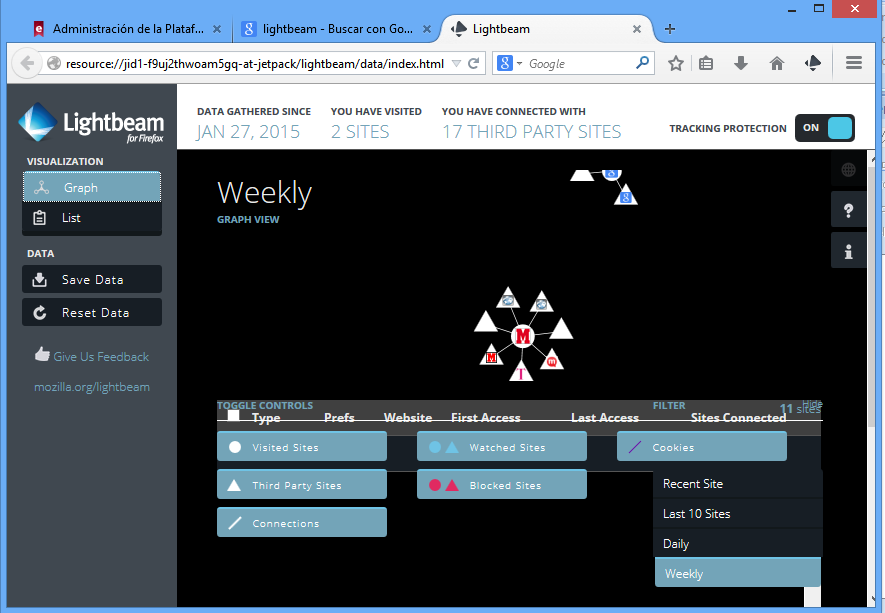 Administración de la Plataf...
lightbeam - Buscar con Go...
Lightbeam
resource://jid1-f9uj2thwoam5gq-at-jetpack/lightbeam/data/index.html
Google
Lightbeam
for Firefox
DATA GATHERED SINCE
JAN 27, 2015
YOU HAVE VISITED
2 SITES
YOU HAVE CONNECTED WITH
17 THIRD PARTY SITES
TRACKING PROTECTION
ON
VISUALIZATION
Graph
List
DATA
Save Data
Reset Data
Give Us Feedback
mozilla.org/lightbeam
Weekly
GRAPH VIEW
M
M
T
m
TOGGLE CONTROLS
FILTER
Hide
11 sites
Type Prefs Website First Access Last Access Sites Connected
Visited Sites
Watched Sites
Cookies
Third Party Sites
Blocked Sites
Connections
Recent Site
Last 10 Sites
Daily
Weekly